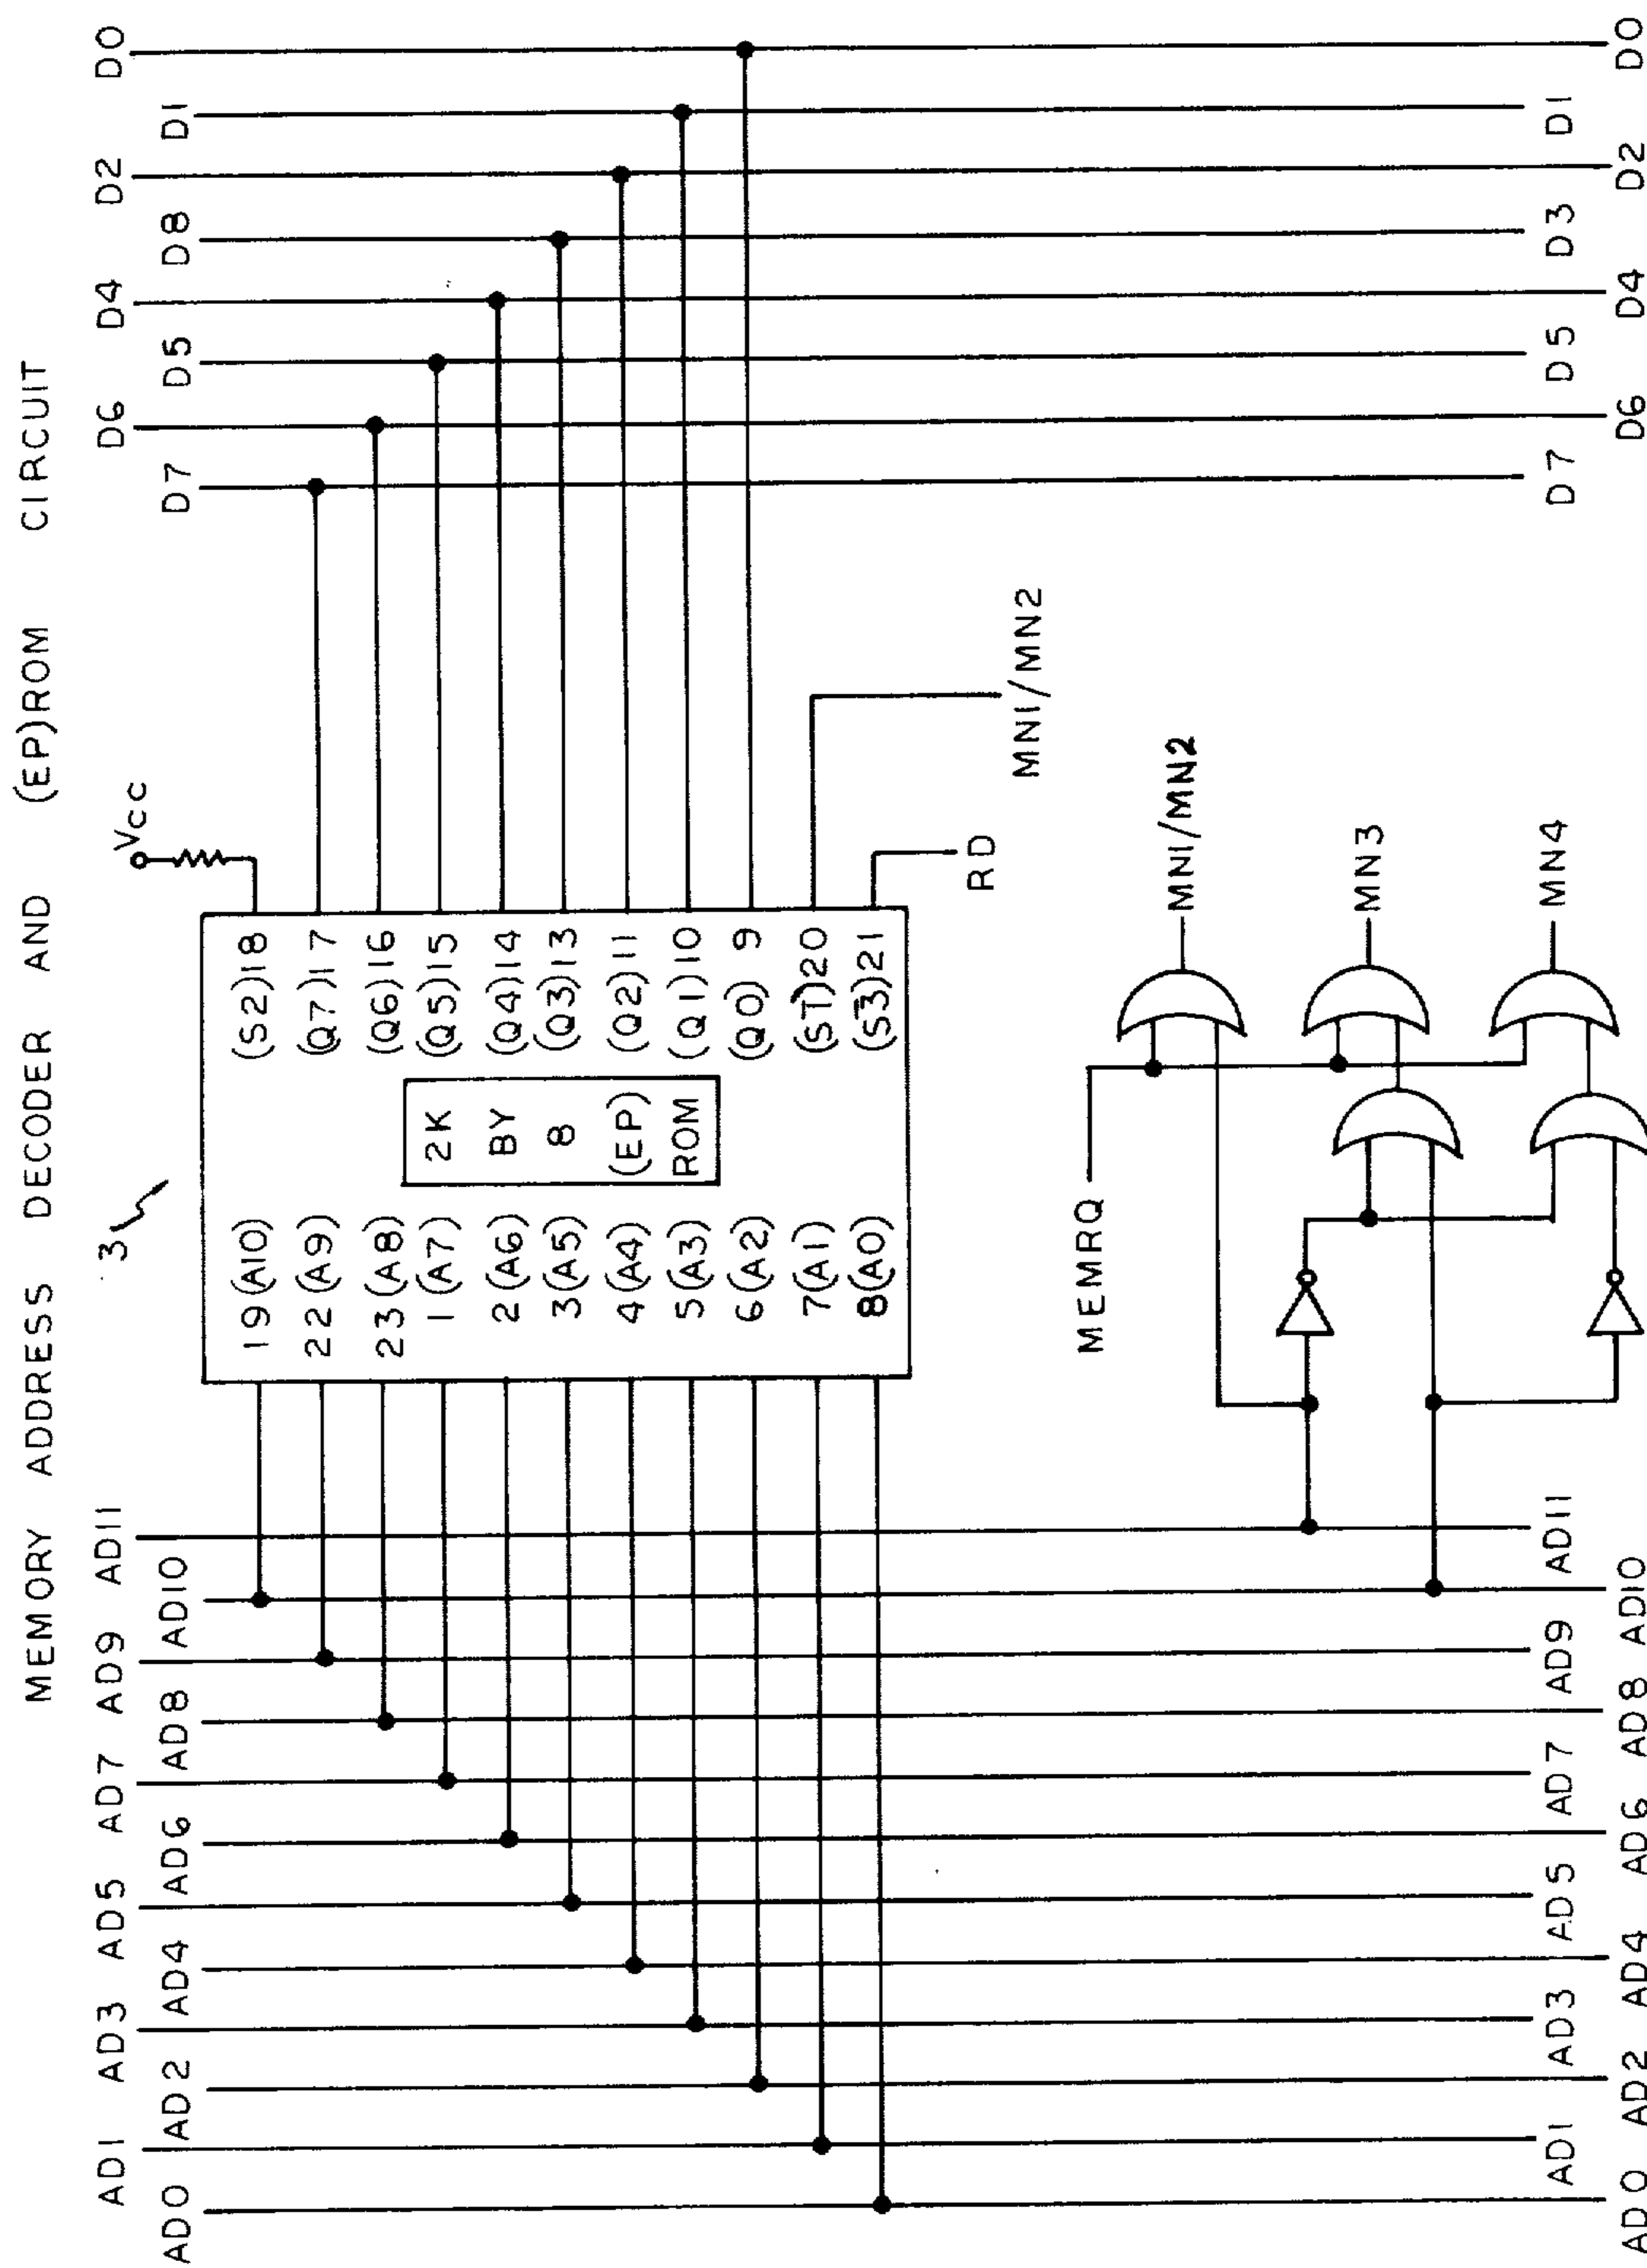 MEMORY ADDRESS DECODER AND (EP)ROM CIRCUIT
AD1 AD3 AD5 AD7 AD9 AD11
AD0 AD2 AD4 AD6 AD8 AD10
D6 D4 D2 D0
D7 D5 D8 D1
3
Vcc
19(A10) (S2)18
22(A9) (Q7)17
23(A8) (Q6)16
1(A7) (Q5)15
2(A6) (Q4)14
3(A5) (Q3)13
4(A4) (Q2)11
5(A3) (Q1)10
6(A2) (Q0) 9
7(A1) (S̅1̅)20
8(A0) (S̅3̅)21
2K
BY
8
(EP)
ROM
RD
MN1/MN2
MEMRQ
MN1/MN2
MN3
MN4
AD1 AD3 AD5 AD7 AD9 AD11
D7 D5 D3 D1
AD0 AD2 AD4 AD6 AD8 AD10
D6 D4 D2 D0